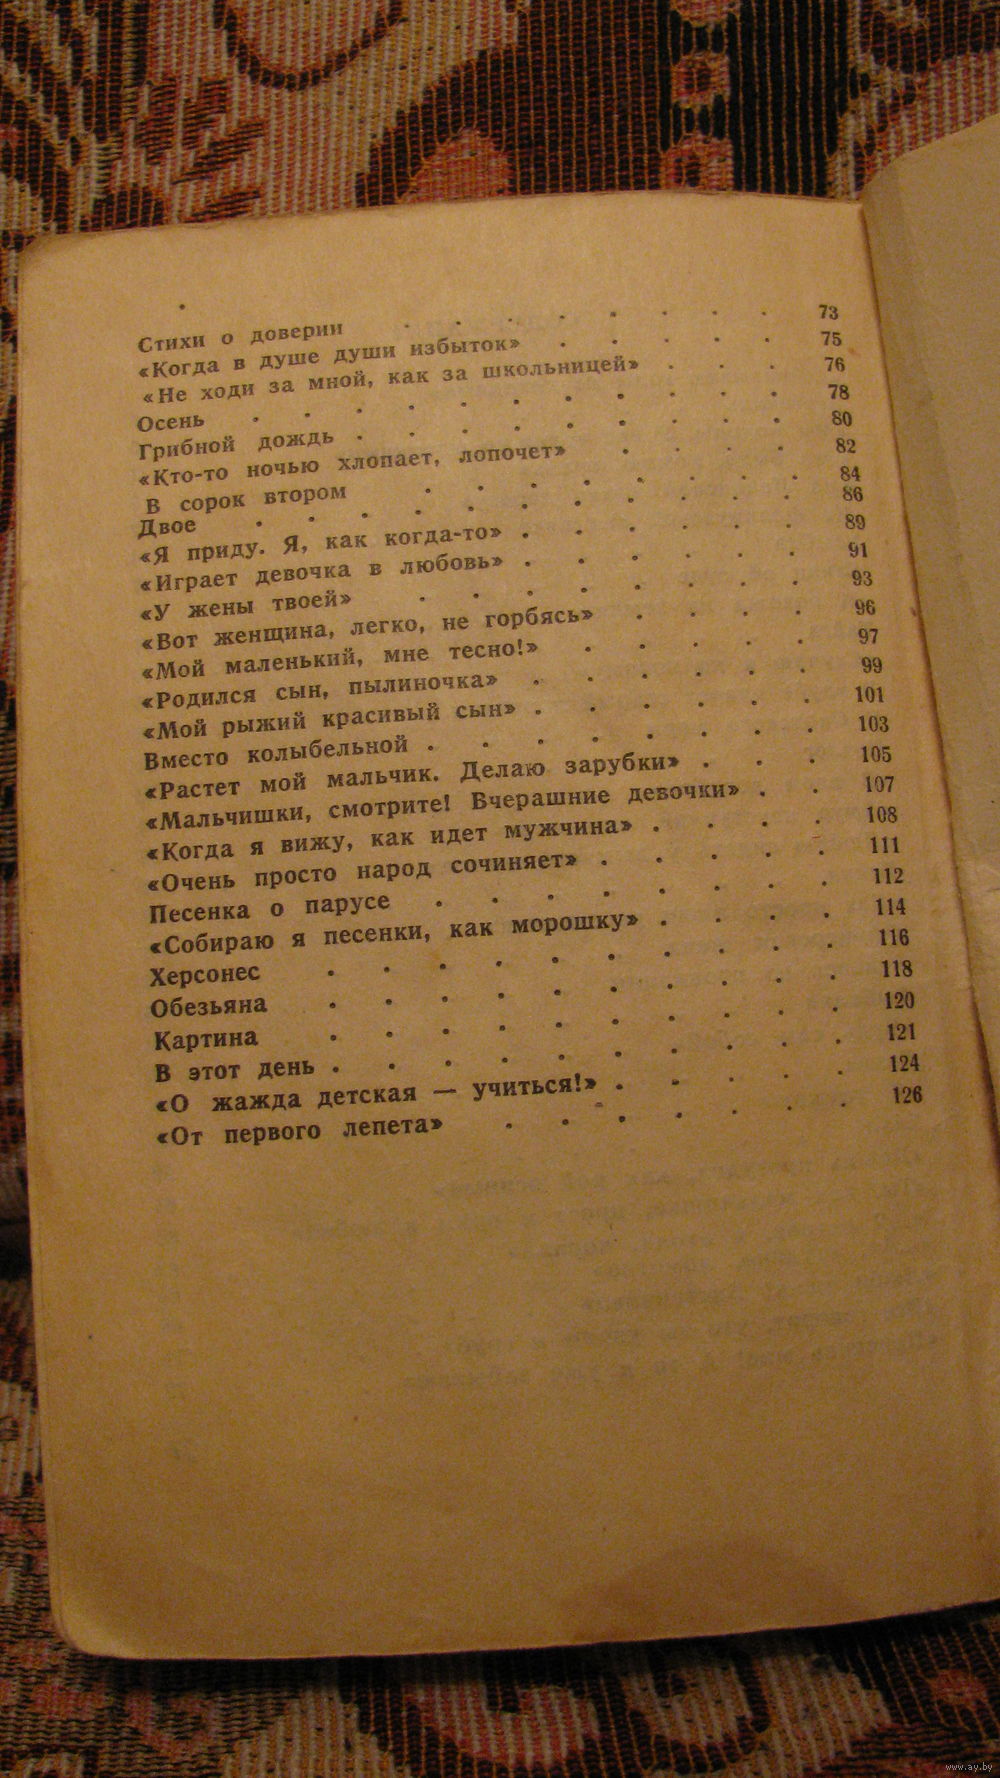 Стихи о доверии . . . . . . . . 73
«Когда в душе души избыток» . . . . . 75
«Не ходи за мной, как за школьницей» . . . 76
Осень . . . . . . . . . . . 78
Грибной дождь . . . . . . . . . 80
«Кто-то ночью хлопает, лопочет» . . . . 82
В сорок втором . . . . . . . . 84
Двое . . . . . . . . . . . 86
«Я приду. Я, как когда-то» . . . . . . 89
«Играет девочка в любовь» . . . . . . 91
«У жены твоей» . . . . . . . . 93
«Вот женщина, легко, не горбясь» . . . . 96
«Мой маленький, мне тесно!» . . . . . 97
«Родился сын, пылиночка» . . . . . . 99
«Мой рыжий красивый сын» . . . . . . 101
Вместо колыбельной . . . . . . . . 103
«Растет мой мальчик. Делаю зарубки» . . . 105
«Мальчишки, смотрите! Вчерашние девочки» . . 107
«Когда я вижу, как идет мужчина» . . . . 108
«Очень просто народ сочиняет» . . . . . 111
Песенка о парусе . . . . . . . . 112
«Собираю я песенки, как морошку» . . . . 114
Херсонес . . . . . . . . . . 116
Обезьяна . . . . . . . . . . 118
Картина . . . . . . . . . . 120
В этот день . . . . . . . . . . 121
«О жажда детская — учиться!» . . . . . 124
«От первого лепета» . . . . . . . 126
www.ay.by